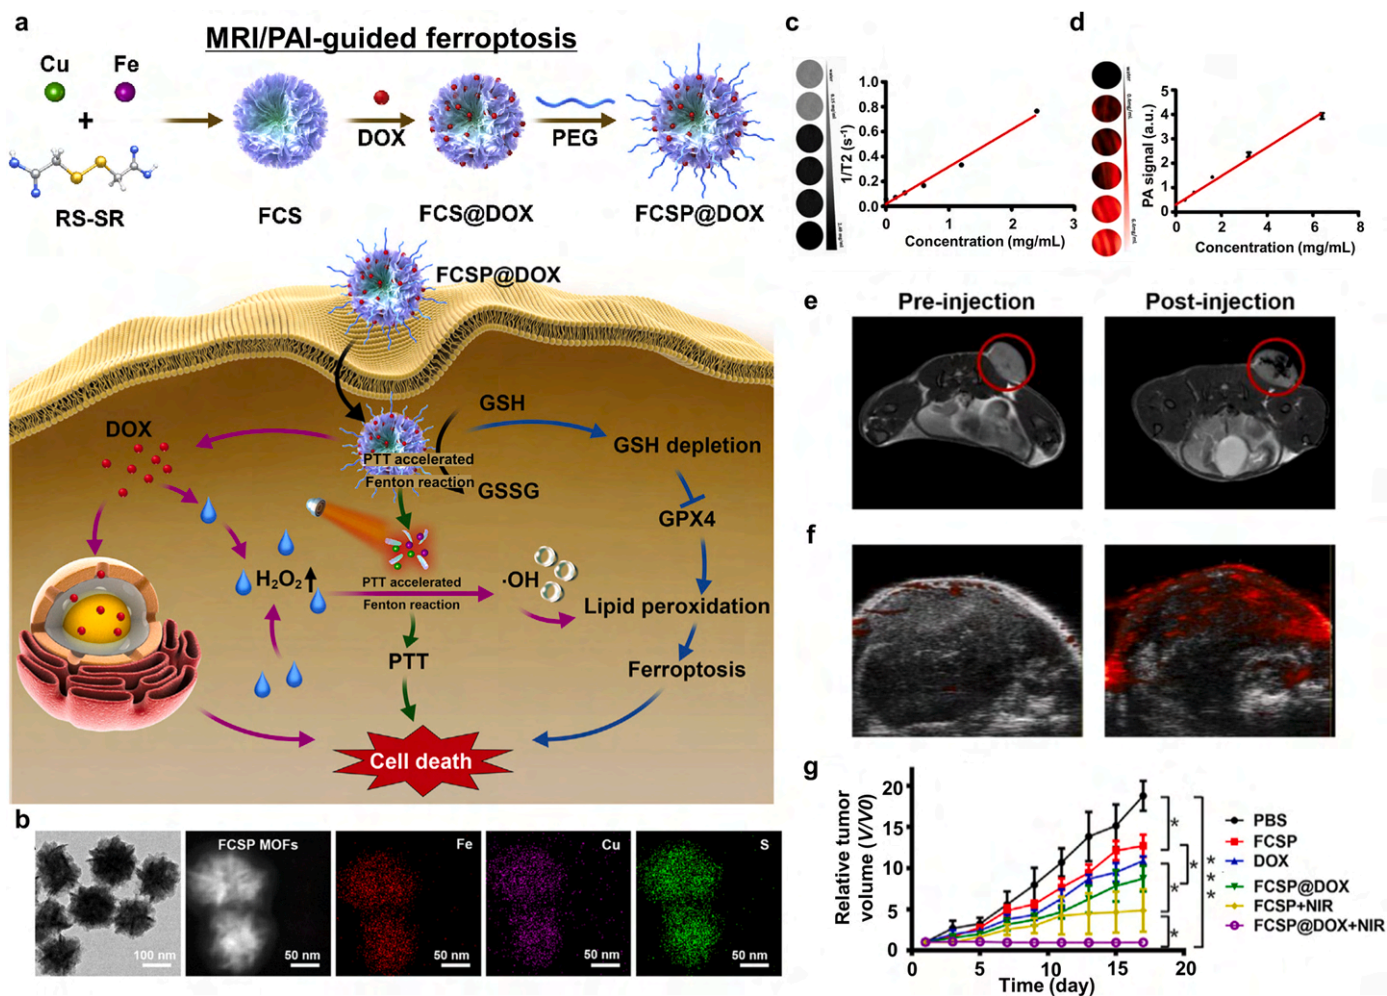 a
MRI/PAI-guided ferroptosis
Cu
Fe
+
RS-SR
FCS
DOX
FCS@DOX
PEG
FCSP@DOX
FCSP@DOX
DOX
GSH
GSSG
PTT accelerated
Fenton reaction
GSH depletion
GPX4
H₂O₂
PTT accelerated
Fenton reaction
·OH
Lipid peroxidation
PTT
Ferroptosis
Cell death
b
100 nm
FCSP MOFs
50 nm
Fe
50 nm
Cu
50 nm
S
50 nm
c
water
1/T2 (s⁻¹)
1.0
0.8
0.6
0.4
0.2
0.0
0
1
2
3
Concentration (mg/mL)
d
water
PA signal (a.u.)
5
4
3
2
1
0
0
2
4
6
8
Concentration (mg/mL)
e
Pre-injection
Post-injection
f
g
Relative tumor
volume (V/V0)
20
15
10
5
1
0
0
5
10
15
20
Time (day)
*
*
*
*
* * *
PBS
FCSP
DOX
FCSP@DOX
FCSP+NIR
FCSP@DOX+NIR